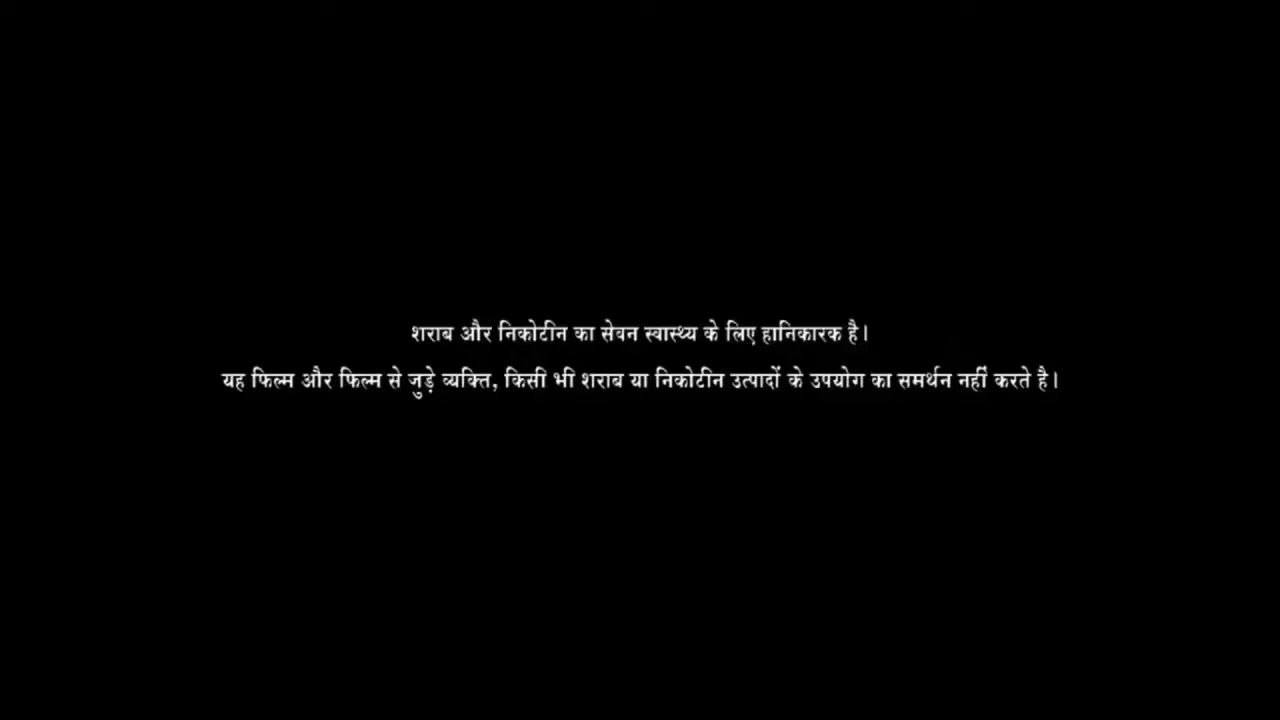 शराब और निकोटीन का सेवन स्वास्थ्य के लिए हानिकारक है।
यह फिल्म और फिल्म से जुड़े व्यक्ति, किसी भी शराब या निकोटीन उत्पादों के उपयोग का समर्थन नहीं करते है।